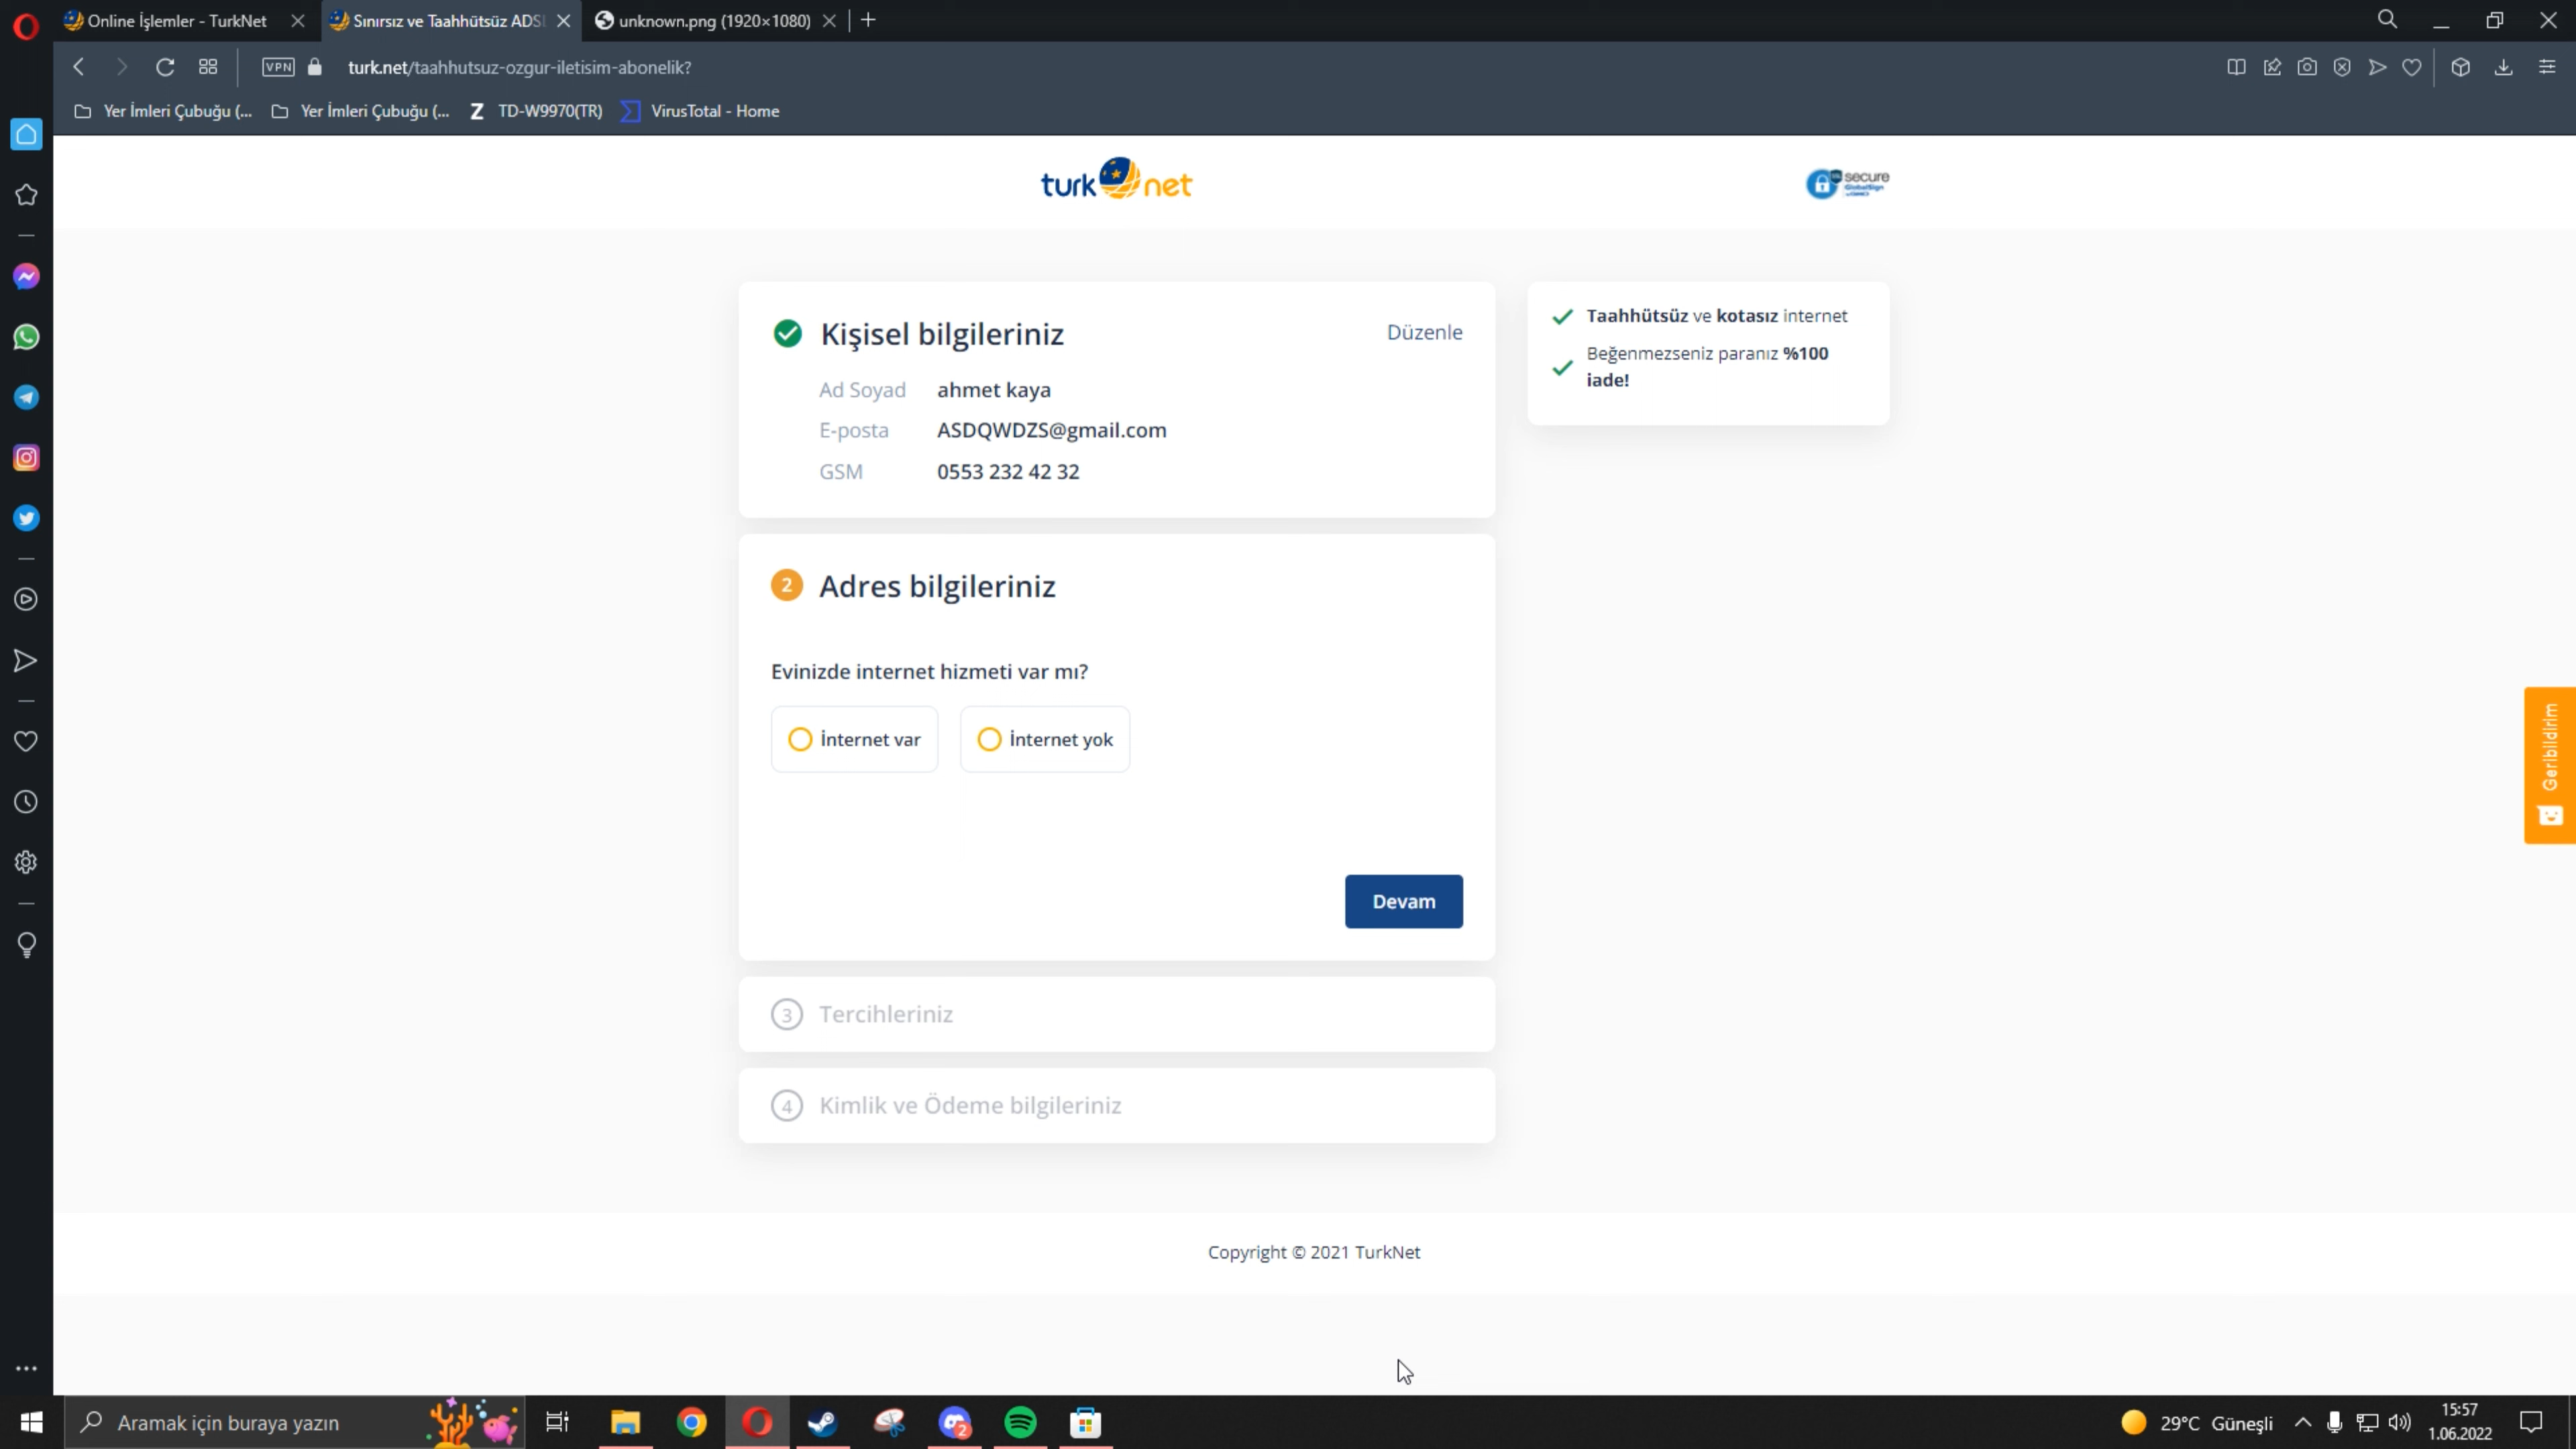 Online İşlemler - TurkNet
Sınırsız ve Taahhütsüz ADS
unknown.png (1920×1080)
VPN
turk.net/taahhutsuz-ozgur-iletisim-abonelik?
Yer İmleri Çubuğu (...
Yer İmleri Çubuğu (...
Z TD-W9970(TR)
VirusTotal - Home
turk net
secure
GlobalSign
Kişisel bilgileriniz
Düzenle
Ad Soyad ahmet kaya
E-posta ASDQWDZS@gmail.com
GSM 0553 232 42 32
Taahhütsüz ve kotasız internet
Beğenmezseniz paranız %100
iade!
2 Adres bilgileriniz
Evinizde internet hizmeti var mı?
İnternet var
İnternet yok
Devam
Geribildirim
3 Tercihleriniz
4 Kimlik ve Ödeme bilgileriniz
Copyright © 2021 TurkNet
Aramak için buraya yazın
2
29°C Güneşli
15:57
1.06.2022